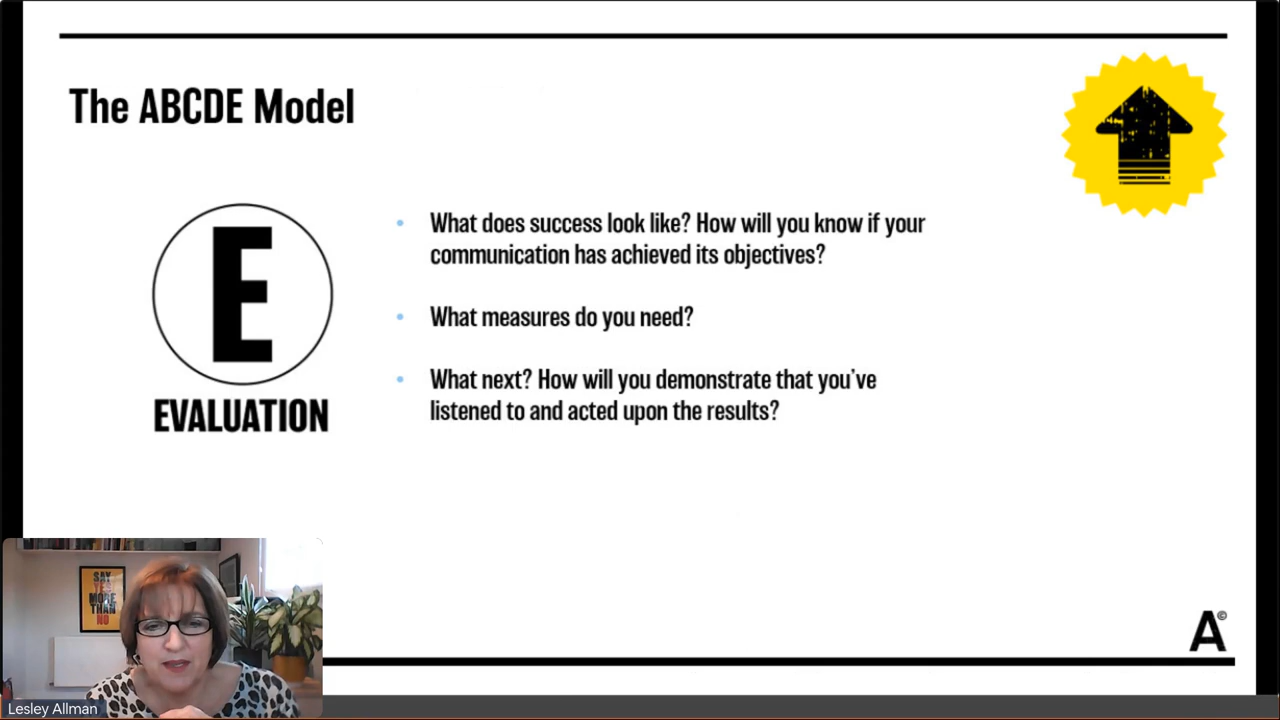 The ABCDE Model
E
EVALUATION
What does success look like? How will you know if your
communication has achieved its objectives?
What measures do you need?
What next? How will you demonstrate that you've
listened to and acted upon the results?
SAY
YES
MORE
THAN
NO
A©
Lesley Allman